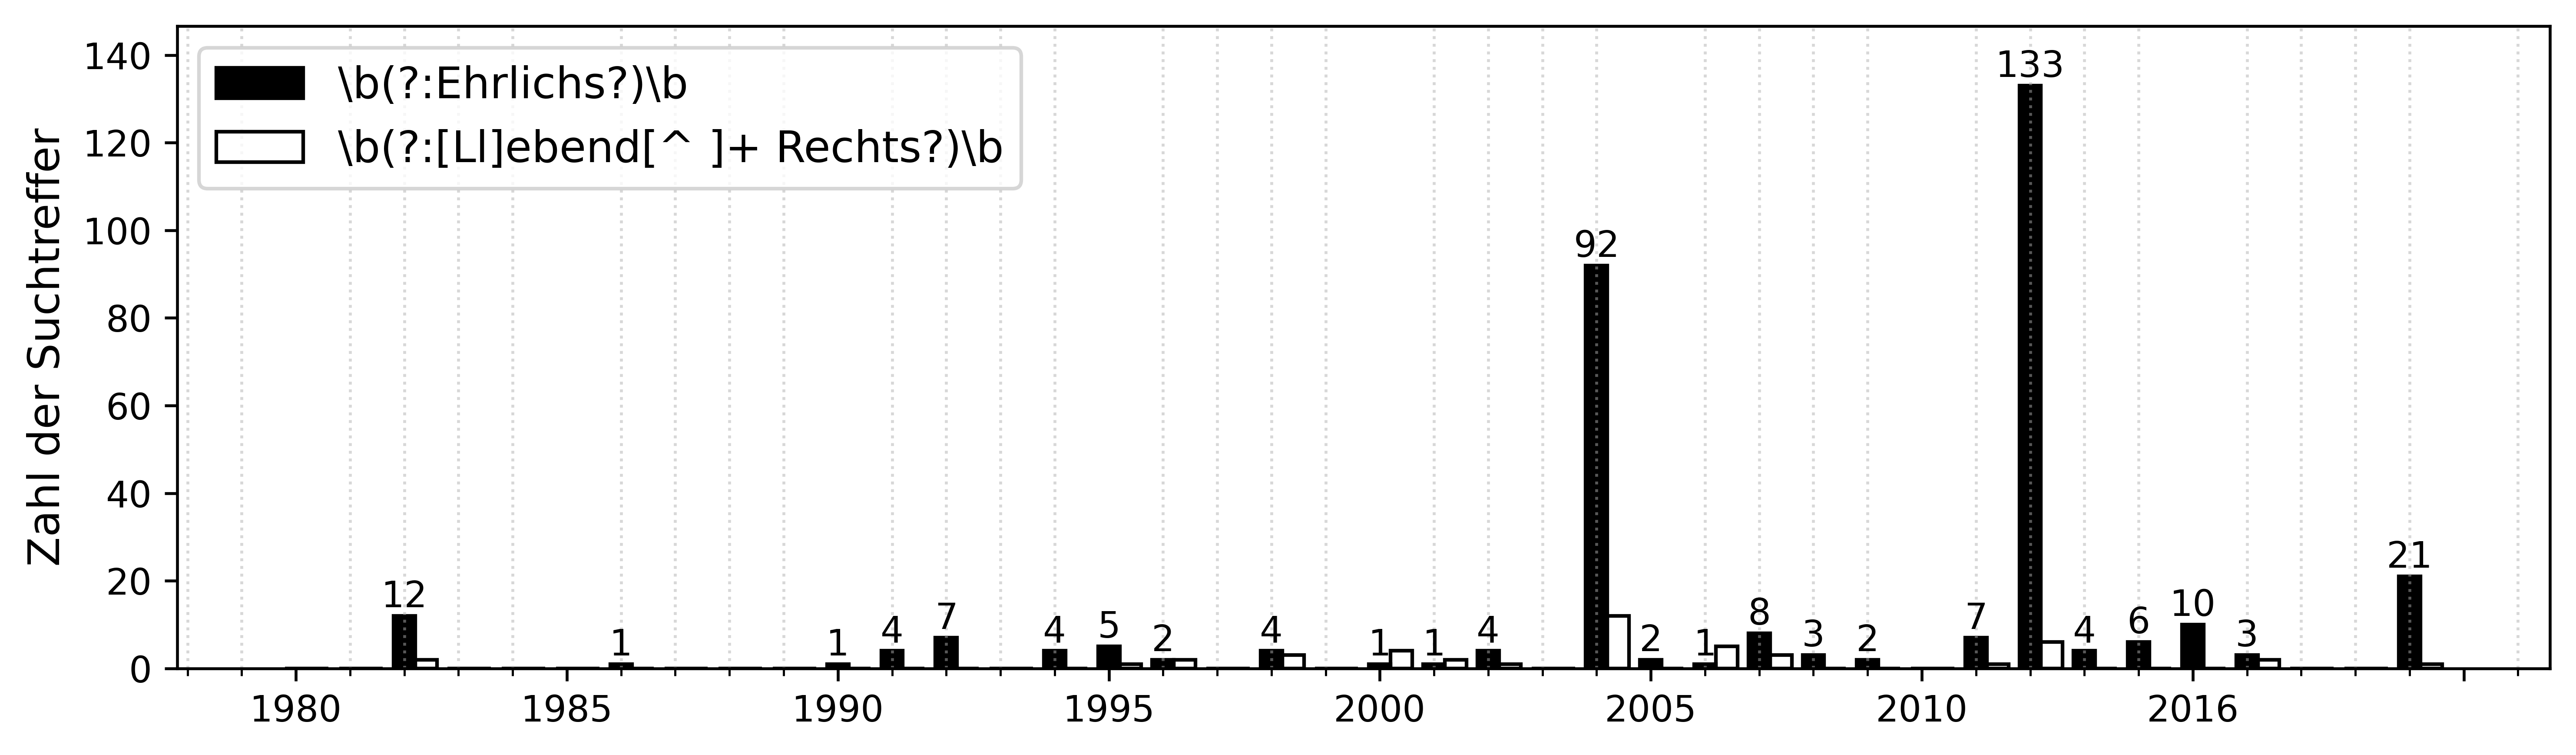 Zahl der Suchtreffer
140
120
100
80
60
40
20
0
\b(?:Ehrlichs?)\b
\b(?:[Ll]ebend[^ ]+ Rechts?)\b
12 1 1 4 7 4 5 2 4 1 1 4 92 2 1 8 3 2 7 133 4 6 10 3 21
1980 1985 1990 1995 2000 2005 2010 2016